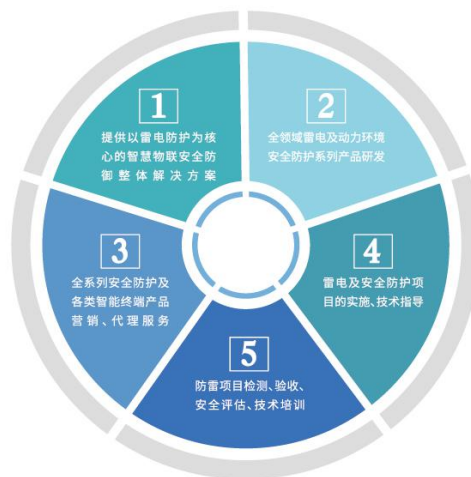 1
提供以雷电防护为核
心的智慧物联安全防
御整体解决方案
2
全领域雷电及动力环境
安全防护系列产品研发
3
全系列安全防护及
各类智能终端产品
营销、代理服务
4
雷电及安全防护项
目的实施、技术指导
5
防雷项目检测、验收、
安全评估、技术培训